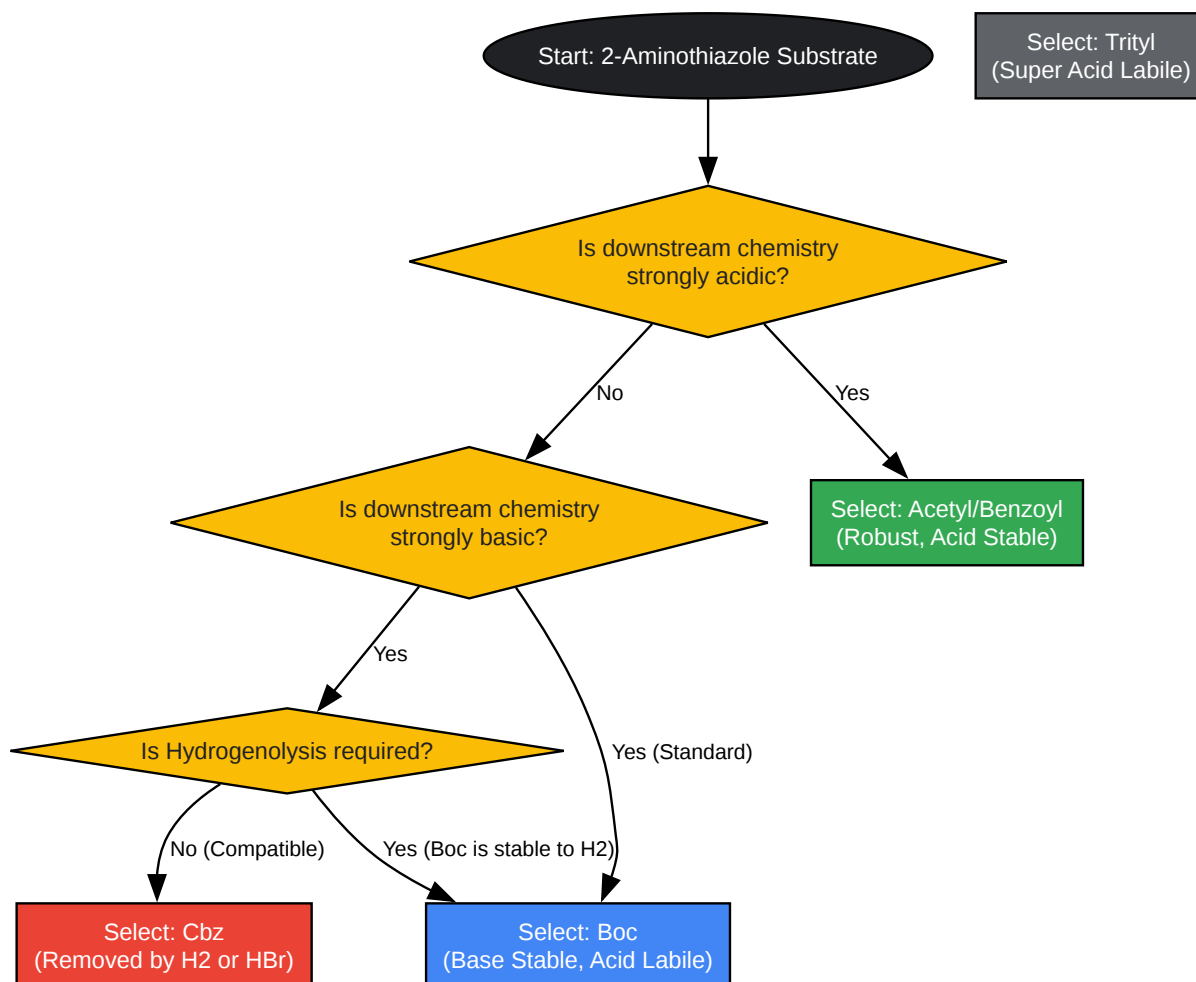 Start: 2-Aminothiazole Substrate
Select: Trityl
(Super Acid Labile)
Is downstream chemistry
strongly acidic?
No
Yes
Is downstream chemistry
strongly basic?
Select: Acetyl/Benzoyl
(Robust, Acid Stable)
Yes
Is Hydrogenolysis required?
Yes (Standard)
No (Compatible)
Yes (Boc is stable to H2)
Select: Cbz
(Removed by H2 or HBr)
Select: Boc
(Base Stable, Acid Labile)